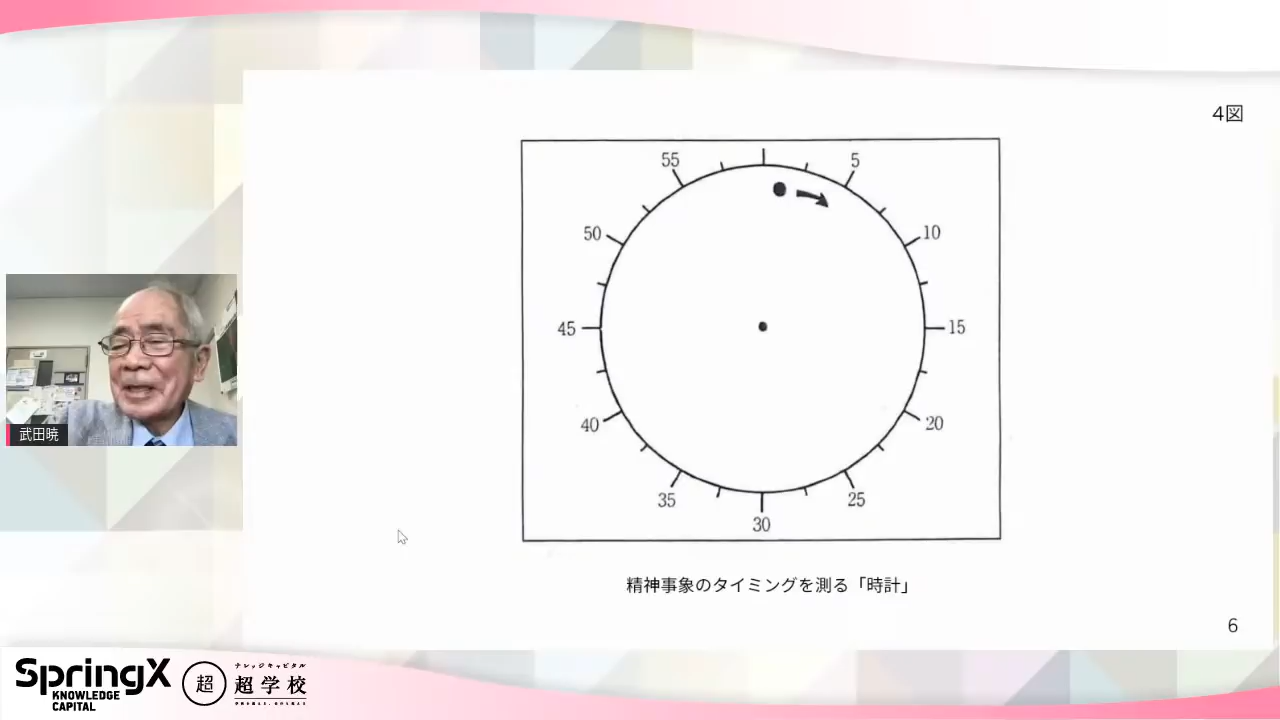 4図
55
5
50
10
45
15
40
20
35
25
30
精神事象のタイミングを測る「時計」
6
武田暁
SpringX
KNOWLEDGE
CAPITAL
超
ナレッジキャピタル
超学校